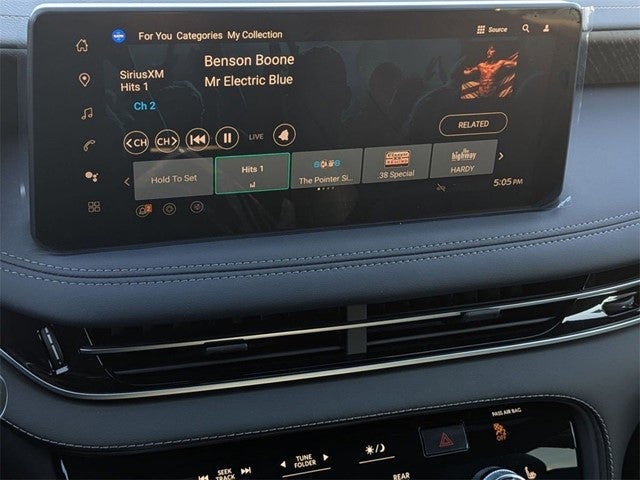 For You Categories My Collection
Source
Benson Boone
SiriusXM
Hits 1
Mr Electric Blue
Ch 2
RELATED
CH
CH
LIVE
Hold To Set
Hits 1
The Pointer Si...
38 Special
the highway
HARDY
2
5:05 PM
PASS AIR BAG
OFF
SEEK
TRACK
TUNE
FOLDER
REAR